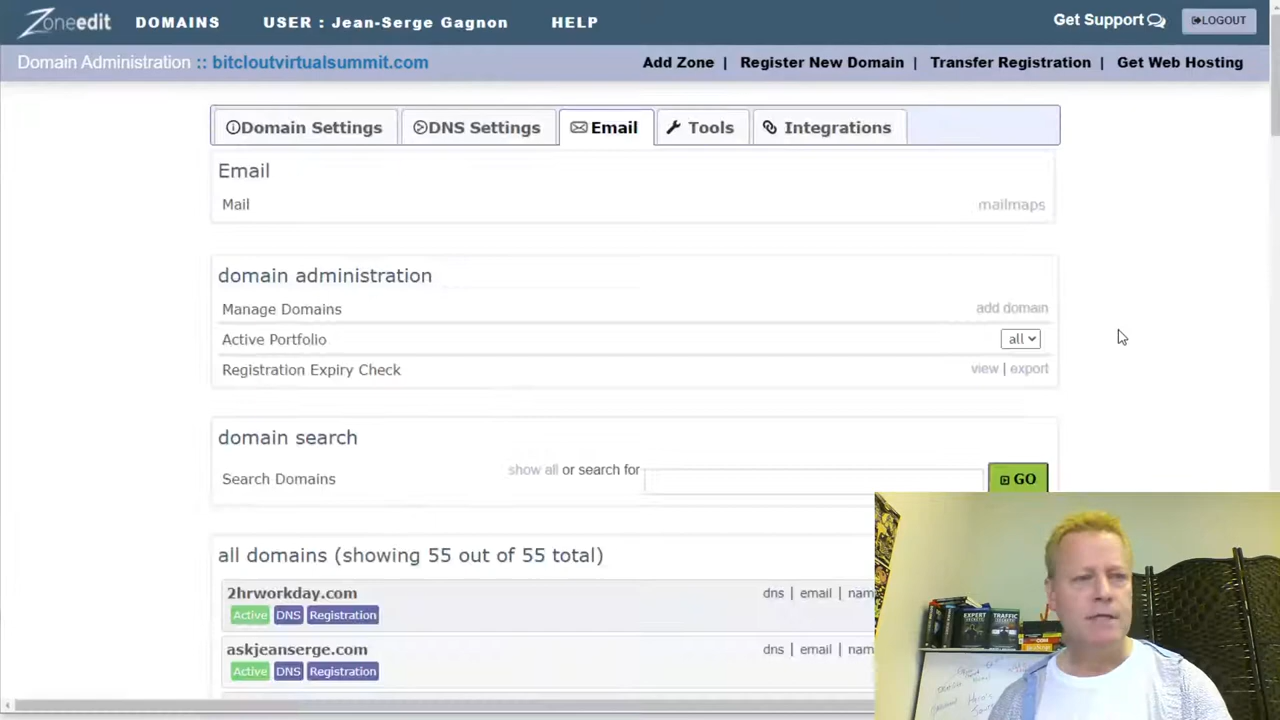 Zoneedit DOMAINS USER : Jean-Serge Gagnon HELP Get Support LOGOUT
Domain Administration :: bitcloutvirtualsummit.com Add Zone | Register New Domain | Transfer Registration | Get Web Hosting
Domain Settings DNS Settings Email Tools Integrations
Email
Mail mailmaps
domain administration
Manage Domains add domain
Active Portfolio all
Registration Expiry Check view | export
domain search
Search Domains show all or search for GO
all domains (showing 55 out of 55 total)
2hrworkday.com dns | email | nam
Active DNS Registration
askjeanserge.com dns | email | nam
Active DNS Registration
EXPERT SECRETS TRAFFIC SECRETS